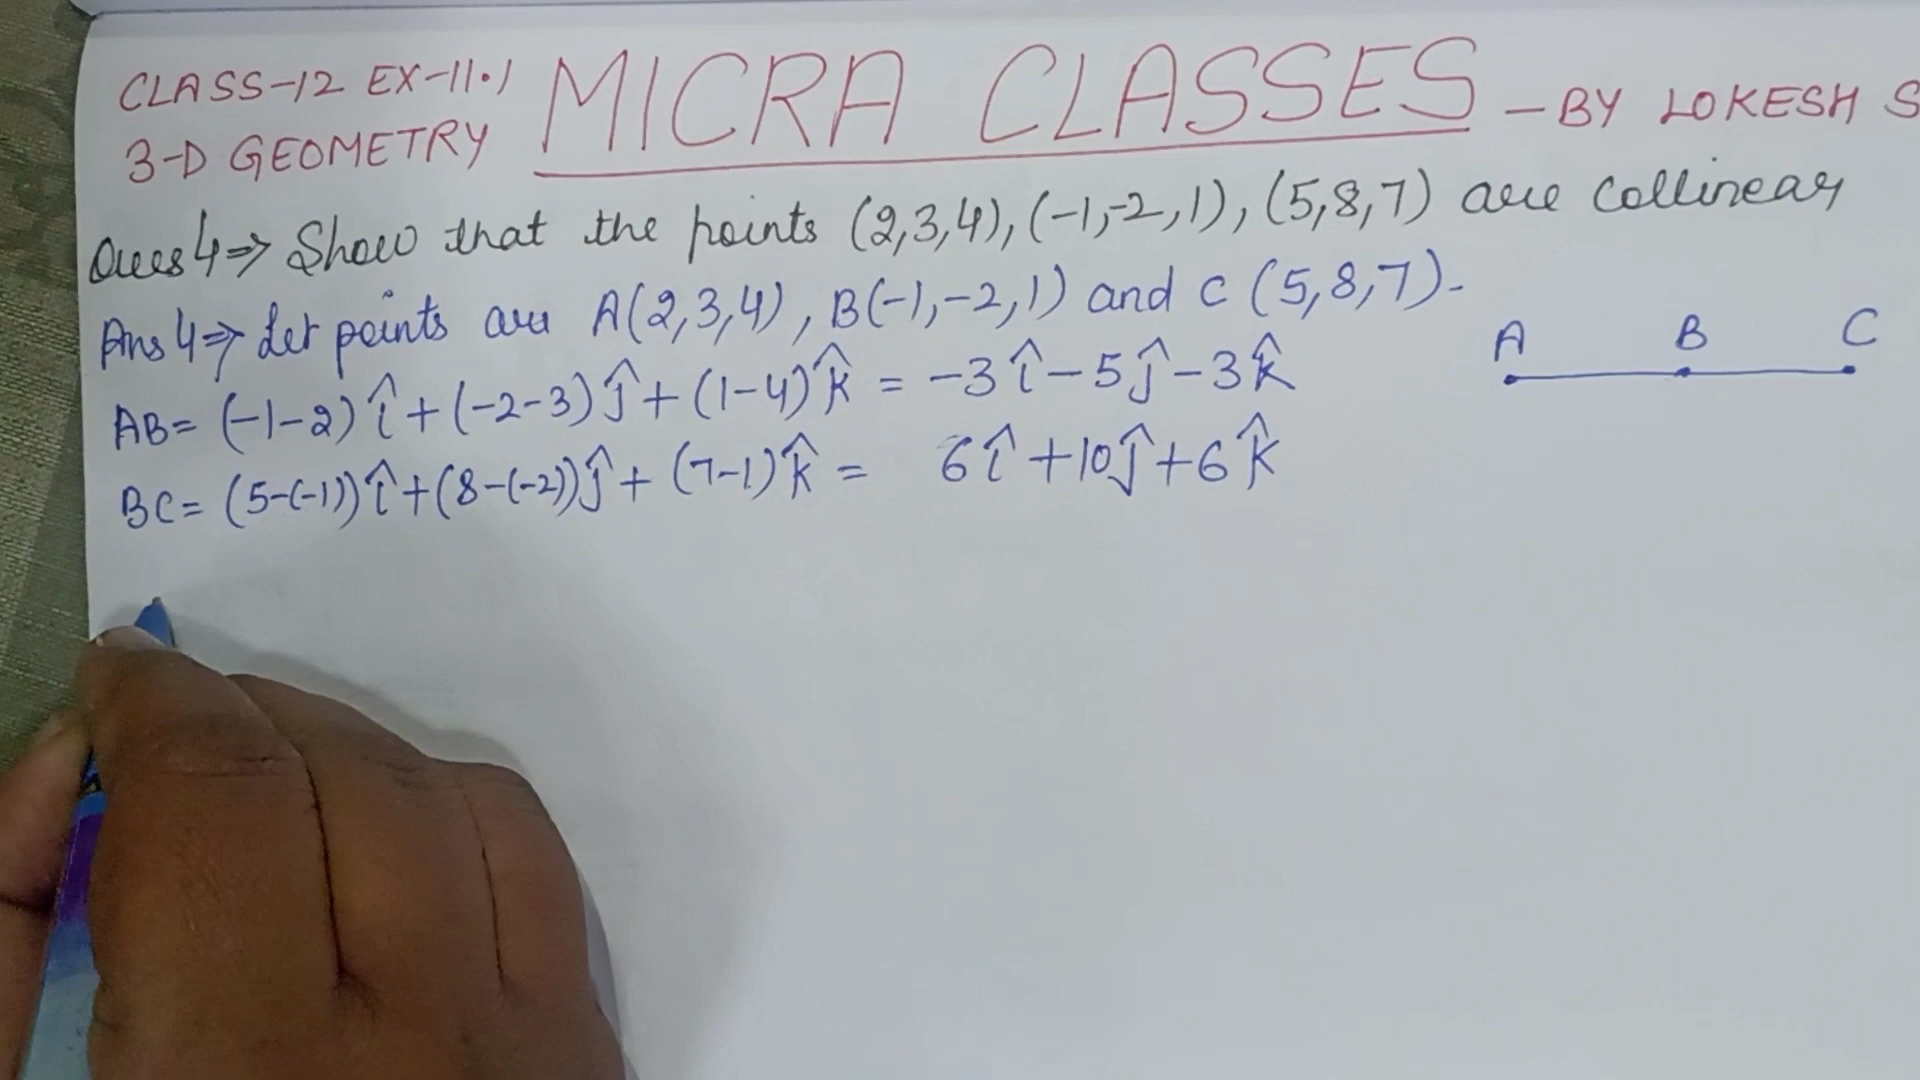 CLASS-12 EX-11.1 MICRA CLASSES -BY LOKESH S
3-D GEOMETRY
Ques 4⇒ Show that the points (2,3,4), (-1,-2,1), (5,8,7) are collinear
Ans 4⇒ Let points are A(2,3,4), B(-1,-2,1) and C (5,8,7).
A B C
AB= (-1-2)î+(-2-3)ĵ+(1-4)k̂ = -3î-5ĵ-3k̂
BC= (5-(-1))î+(8-(-2))ĵ+(7-1)k̂ = 6î+10ĵ+6k̂